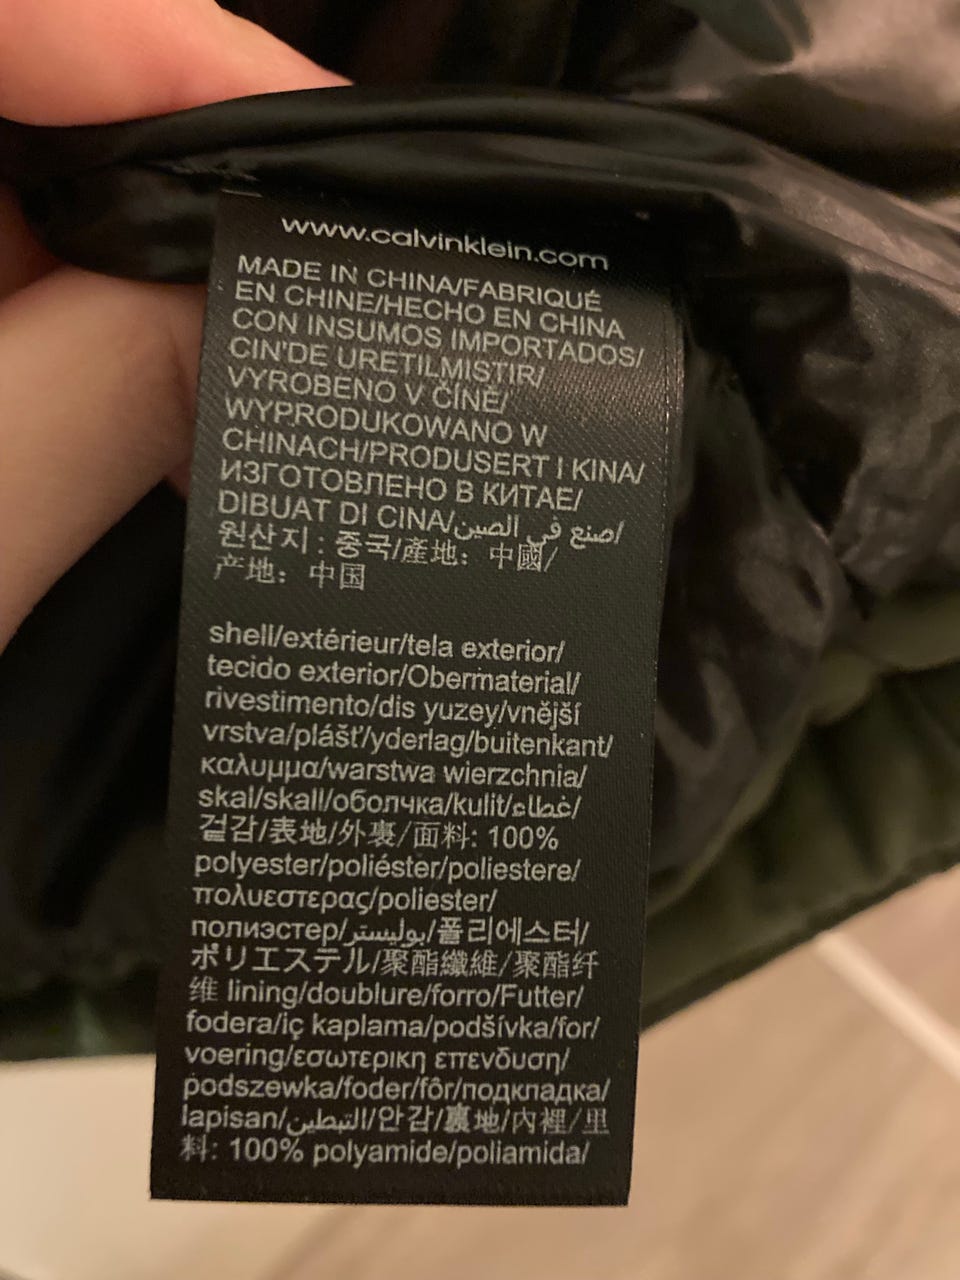 www.calvinklein.com
MADE IN CHINA/FABRIQUÉ
EN CHINE/HECHO EN CHINA
CON INSUMOS IMPORTADOS/
CIN'DE URETILMISTIR/
VYROBENO V ČÍNĚ/
WYPRODUKOWANO W
CHINACH/PRODUSERT I KINA/
ИЗГОТОВЛЕНО В КИТАЕ/
DIBUAT DI CINA/صنع في الصين/
원산지 : 중국/產地: 中國/
产地: 中国
shell/extérieur/tela exterior/
tecido exterior/Obermaterial/
rivestimento/dis yuzey/vnější
vrstva/plášť/yderlag/buitenkant/
καλυμμα/warstwa wierzchnia/
skal/skall/оболчка/kulit/غطاء/
겉감/表地/外裏/面料: 100%
polyester/poliéster/poliestere/
πολυεστερας/poliester/
полиэстер/بوليستر/폴리에스터/
ポリエステル/聚酯纖維/聚酯纤
维 lining/doublure/forro/Futter/
fodera/iç kaplama/podšívka/for/
voering/εσωτερικη επενδυση/
podszewka/foder/fôr/подкладка/
lapisan/التبطين/안감/裏地/內裡/里
料: 100% polyamide/poliamida/